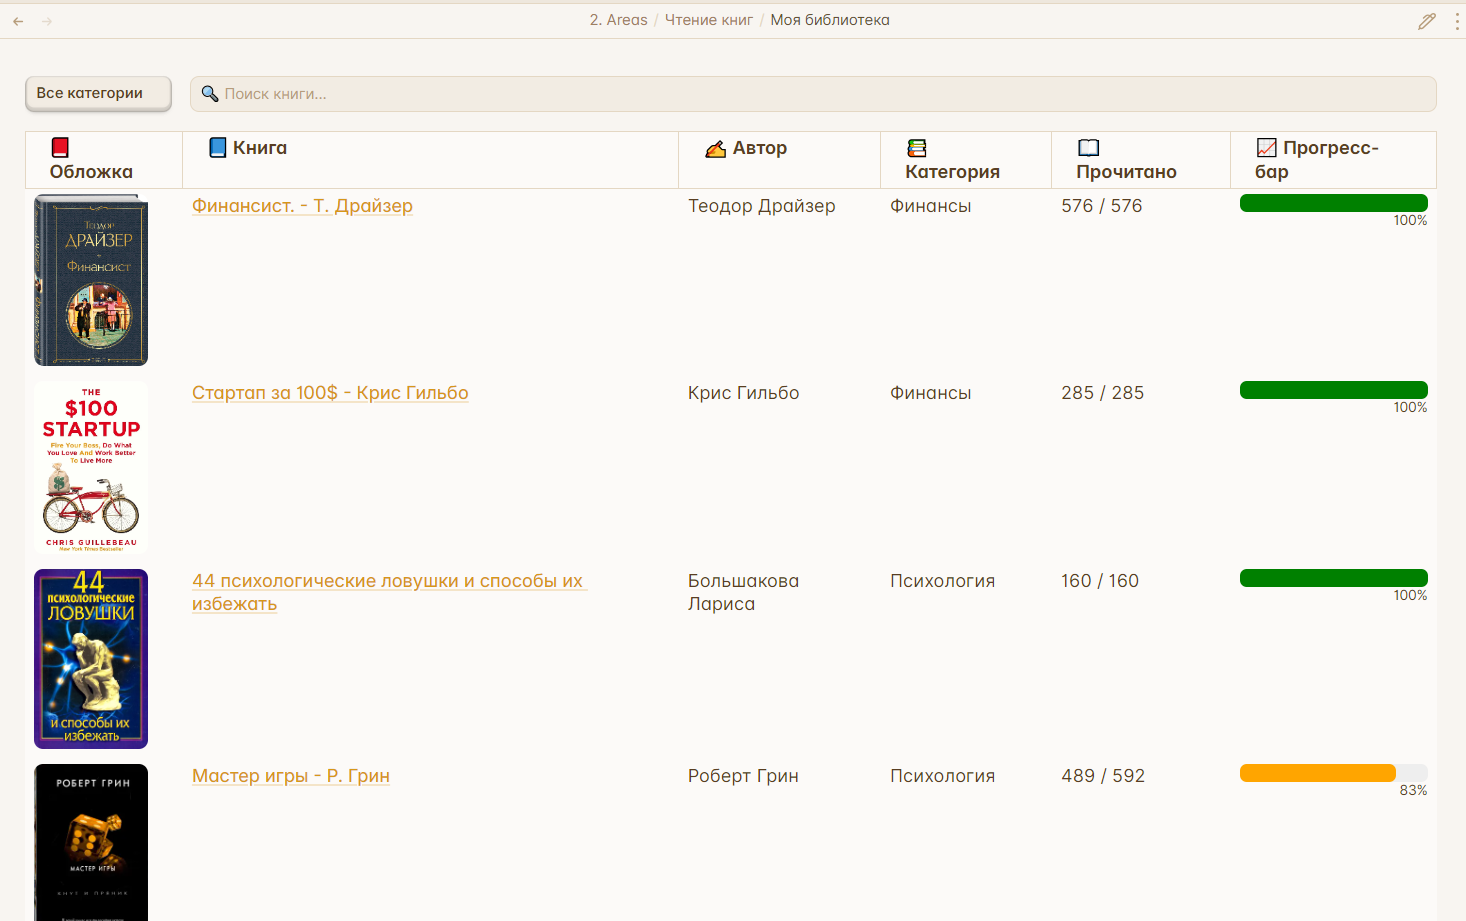 2. Areas / Чтение книг / Моя библиотека
Все категории
Поиск книги...
Обложка
Книга
Автор
Категория
Прочитано
Прогресс-
бар
Теодор
ДРАЙЗЕР
Финансист
Финансист. - Т. Драйзер
Теодор Драйзер
Финансы
576 / 576
100%
THE
$100
STARTUP
Fire Your Boss, Do What
You Love And Work Better
To Live More
CHRIS GUILLEBEAU
New York Times Bestseller
Стартап за 100$ - Крис Гильбо
Крис Гильбо
Финансы
285 / 285
100%
44
психологические
ЛОВУШКИ
и способы их
избежать
44 психологические ловушки и способы их
избежать
Большакова
Лариса
Психология
160 / 160
100%
РОБЕРТ ГРИН
МАСТЕР ИГРЫ
Мастер игры - Р. Грин
Роберт Грин
Психология
489 / 592
83%